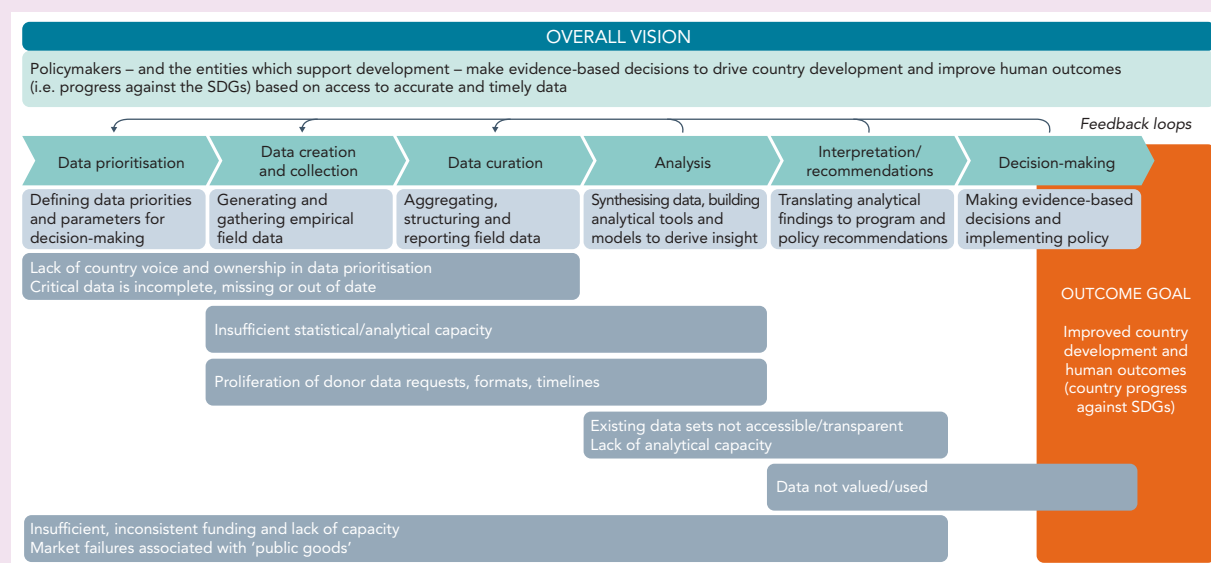 OVERALL VISION
Policymakers – and the entities which support development – make evidence-based decisions to drive country development and improve human outcomes
(i.e. progress against the SDGs) based on access to accurate and timely data
Feedback loops
Data prioritisation
Data creation
and collection
Data curation
Analysis
Interpretation/
recommendations
Decision-making
Defining data priorities
and parameters for
decision-making
Generating and
gathering empirical
field data
Aggregating,
structuring and
reporting field data
Synthesising data, building
analytical tools and
models to derive insight
Translating analytical
findings to program and
policy recommendations
Making evidence-based
decisions and
implementing policy
Lack of country voice and ownership in data prioritisation
Critical data is incomplete, missing or out of date
Insufficient statistical/analytical capacity
Proliferation of donor data requests, formats, timelines
Existing data sets not accessible/transparent
Lack of analytical capacity
Data not valued/used
Insufficient, inconsistent funding and lack of capacity
Market failures associated with ‘public goods’
OUTCOME GOAL
Improved country
development and
human outcomes
(country progress
against SDGs)